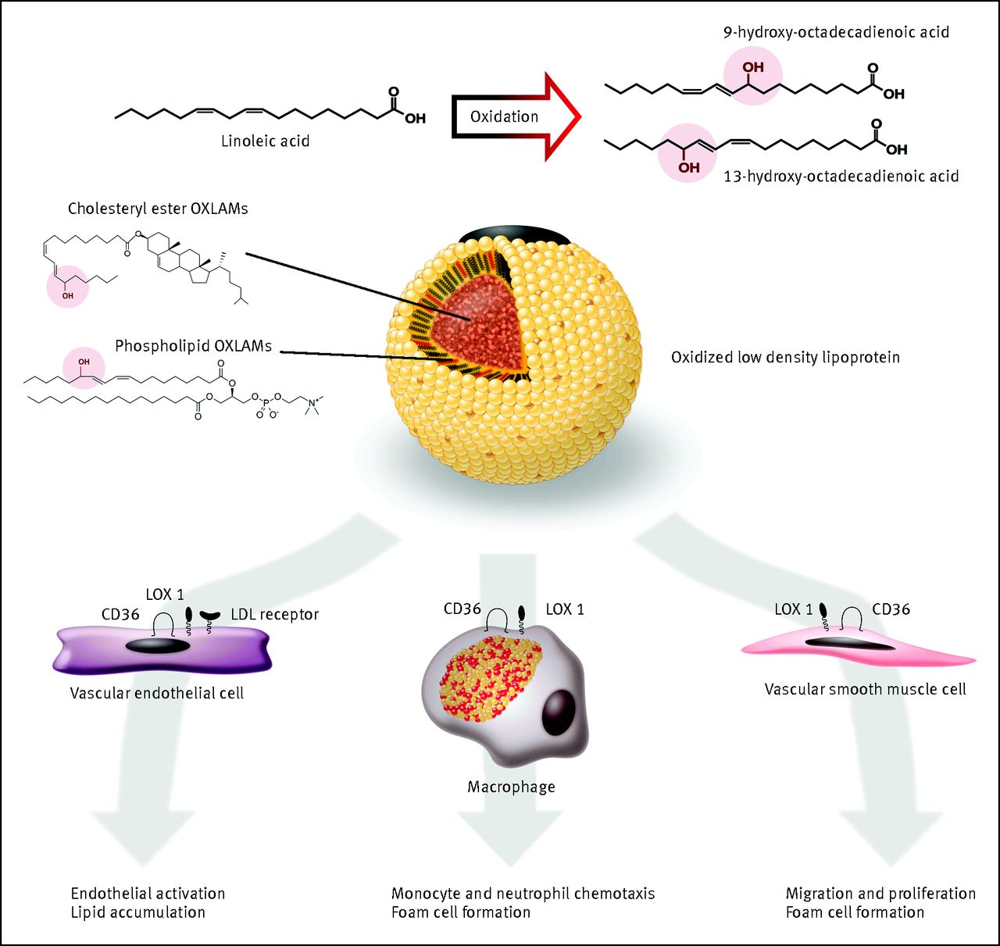 9-hydroxy-octadecadienoic acid
OH
O
OH
O
OH
Linoleic acid
Oxidation
O
OH
OH
13-hydroxy-octadecadienoic acid
Cholesteryl ester OXLAMs
O
O
OH
Phospholipid OXLAMs
OH
O
O
O
O
O
P
O
O
O-
N+
Oxidized low density lipoprotein
LOX 1
CD36
LDL receptor
Vascular endothelial cell
CD36
LOX 1
Macrophage
LOX 1
CD36
Vascular smooth muscle cell
Endothelial activation
Lipid accumulation
Monocyte and neutrophil chemotaxis
Foam cell formation
Migration and proliferation
Foam cell formation